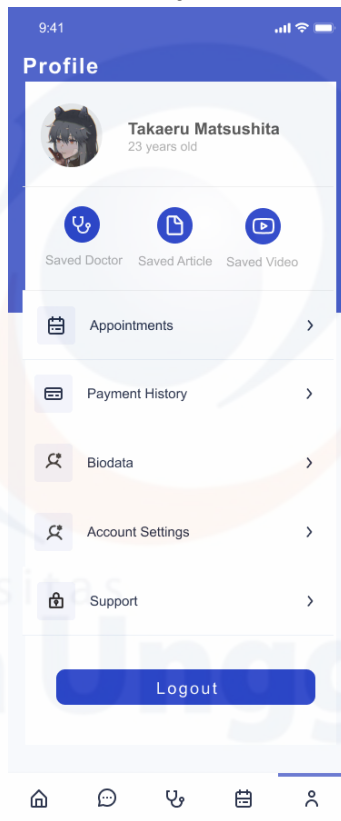 9:41
Profile
Takaeru Matsushita
23 years old
Saved Doctor Saved Article Saved Video
Appointments
Payment History
Biodata
Account Settings
Support
Logout